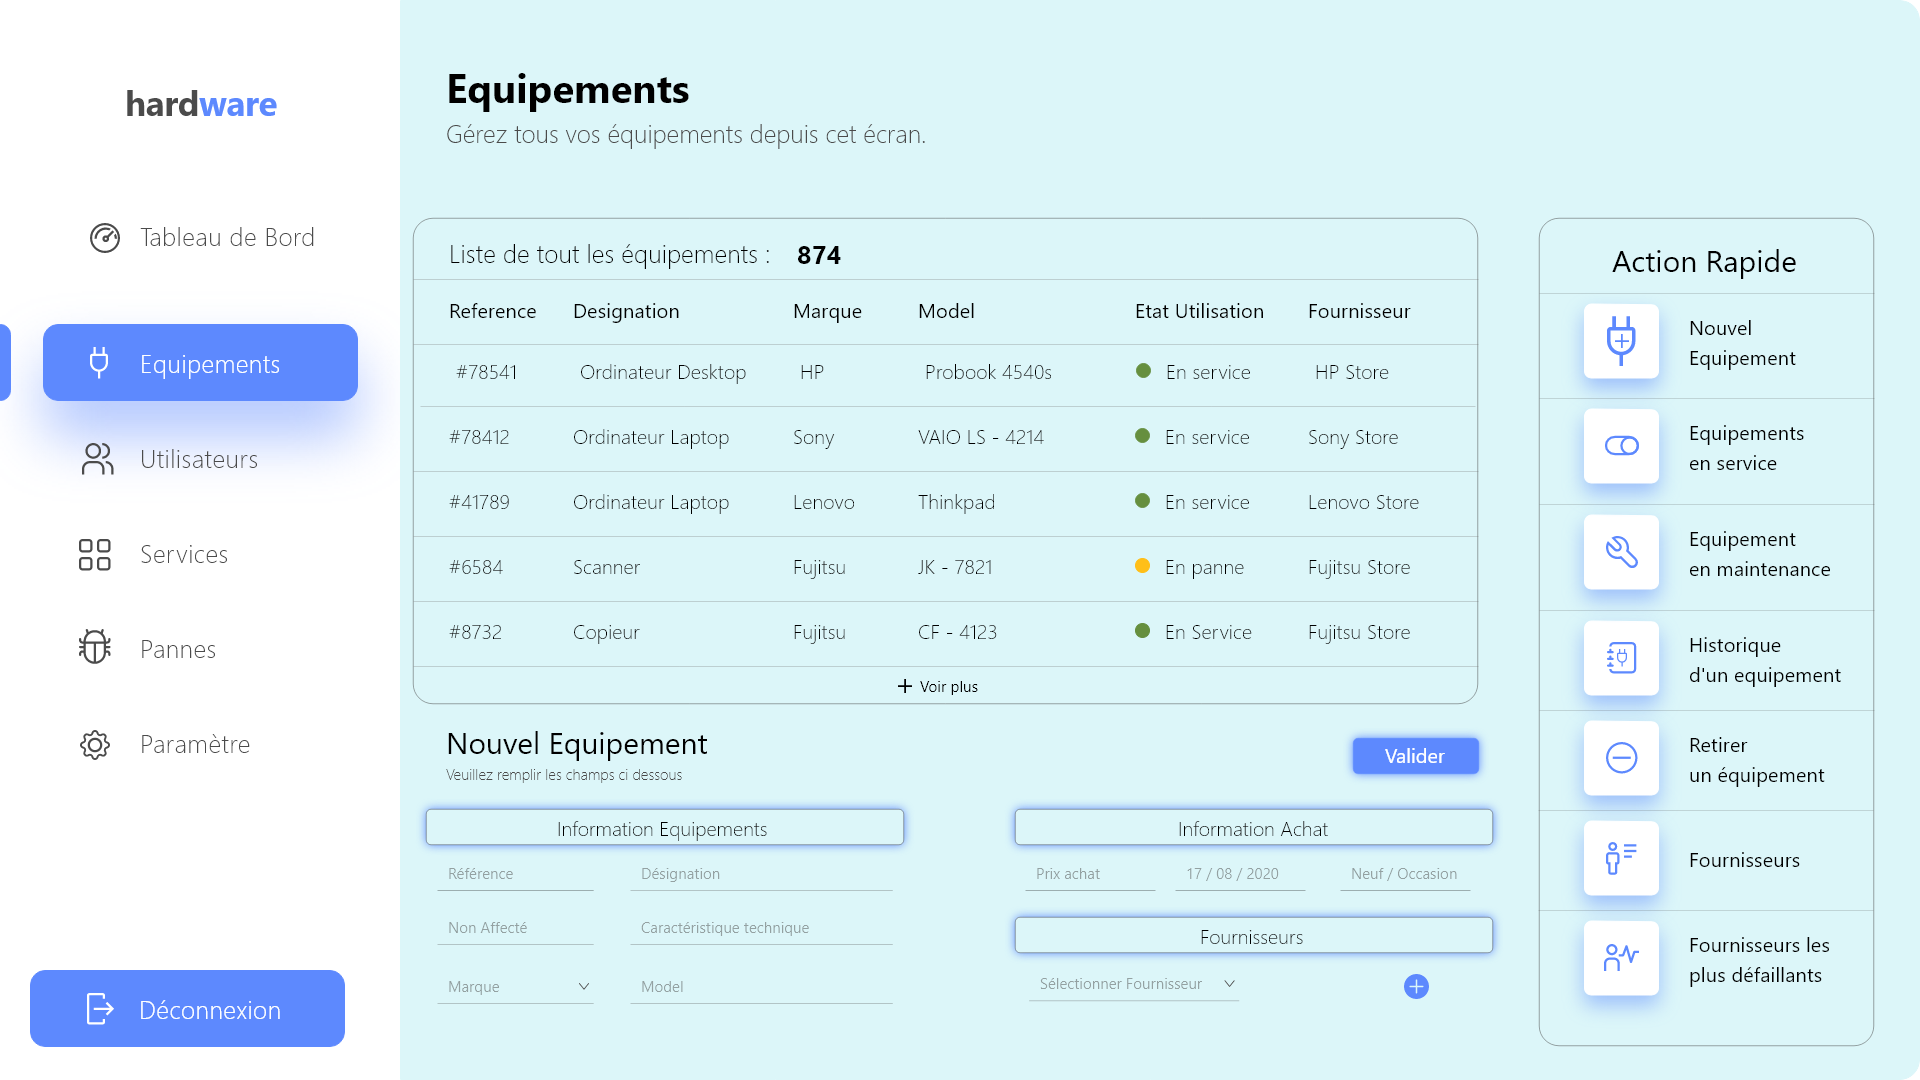 hardware
Tableau de Bord
Equipements
Utilisateurs
Services
Pannes
Paramètre
Déconnexion
Equipements
Gérez tous vos équipements depuis cet écran.
Liste de tout les équipements : 874
Reference Designation Marque Model Etat Utilisation Fournisseur
#78541 Ordinateur Desktop HP Probook 4540s En service HP Store
#78412 Ordinateur Laptop Sony VAIO LS - 4214 En service Sony Store
#41789 Ordinateur Laptop Lenovo Thinkpad En service Lenovo Store
#6584 Scanner Fujitsu JK - 7821 En panne Fujitsu Store
#8732 Copieur Fujitsu CF - 4123 En Service Fujitsu Store
Voir plus
Nouvel Equipement
Veuillez remplir les champs ci dessous
Valider
Information Equipements
Référence Désignation
Non Affecté Caractéristique technique
Marque Model
Information Achat
Prix achat 17 / 08 / 2020 Neuf / Occasion
Fournisseurs
Sélectionner Fournisseur
Action Rapide
Nouvel
Equipement
Equipements
en service
Equipement
en maintenance
Historique
d'un equipement
Retirer
un équipement
Fournisseurs
Fournisseurs les
plus défaillants